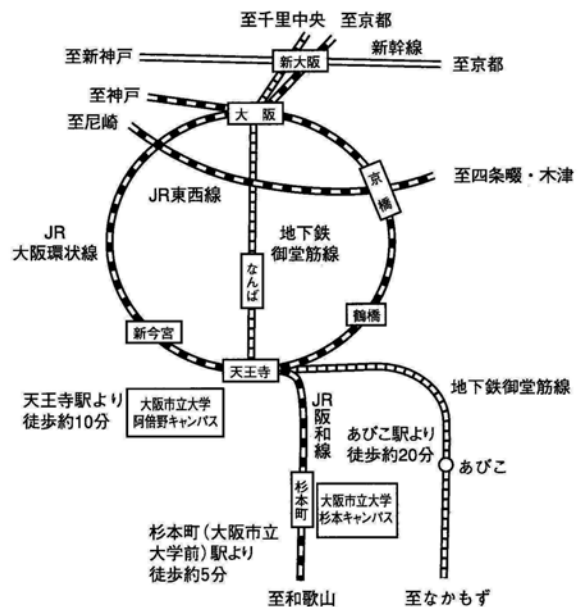 至千里中央
至京都
至新神戸
新幹線
新大阪
至京都
至神戸
大阪
至尼崎
京橋
至四条畷・木津
JR東西線
JR
大阪環状線
地下鉄
御堂筋線
なんば
鶴橋
新今宮
天王寺
地下鉄御堂筋線
天王寺駅より
徒歩約10分
大阪市立大学
阿倍野キャンパス
JR阪和線
あびこ駅より
徒歩約20分
あびこ
杉本町
大阪市立大学
杉本キャンパス
杉本町(大阪市立
大学前)駅より
徒歩約5分
至和歌山
至なかもず